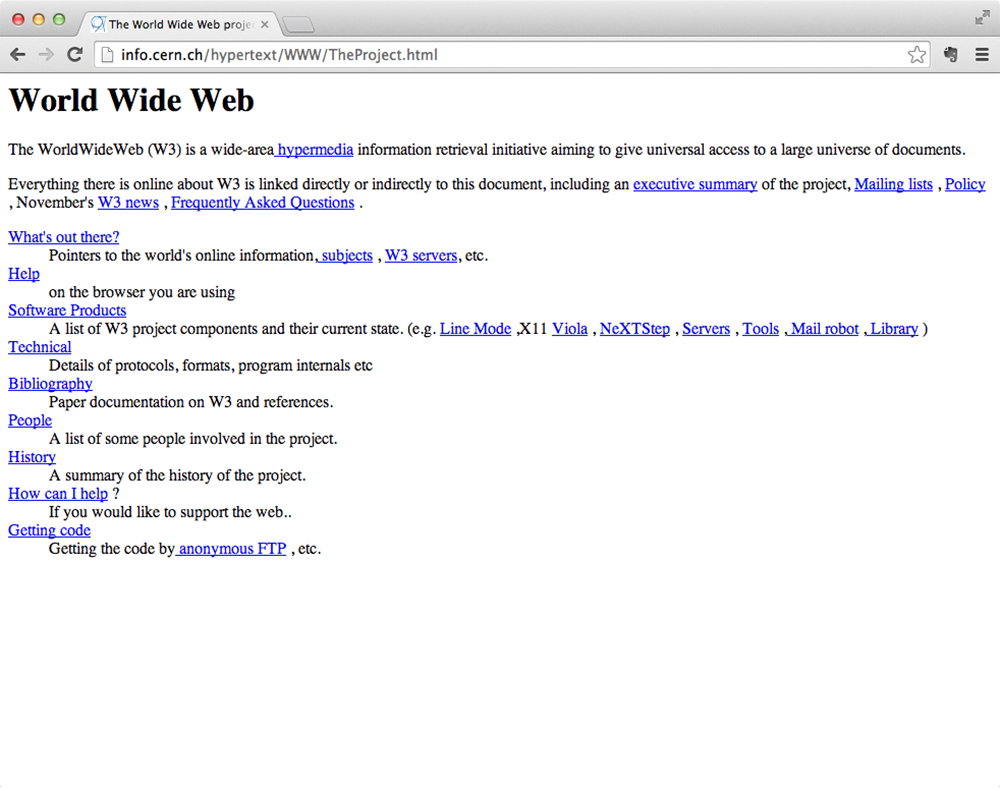 The World Wide Web proje
info.cern.ch/hypertext/WWW/TheProject.html
World Wide Web
The WorldWideWeb (W3) is a wide-area hypermedia information retrieval initiative aiming to give universal access to a large universe of documents.
Everything there is online about W3 is linked directly or indirectly to this document, including an executive summary of the project, Mailing lists , Policy
, November's W3 news , Frequently Asked Questions .
What's out there?
Pointers to the world's online information, subjects , W3 servers, etc.
Help
on the browser you are using
Software Products
A list of W3 project components and their current state. (e.g. Line Mode ,X11 Viola , NeXTStep , Servers , Tools , Mail robot , Library )
Technical
Details of protocols, formats, program internals etc
Bibliography
Paper documentation on W3 and references.
People
A list of some people involved in the project.
History
A summary of the history of the project.
How can I help ?
If you would like to support the web..
Getting code
Getting the code by anonymous FTP , etc.